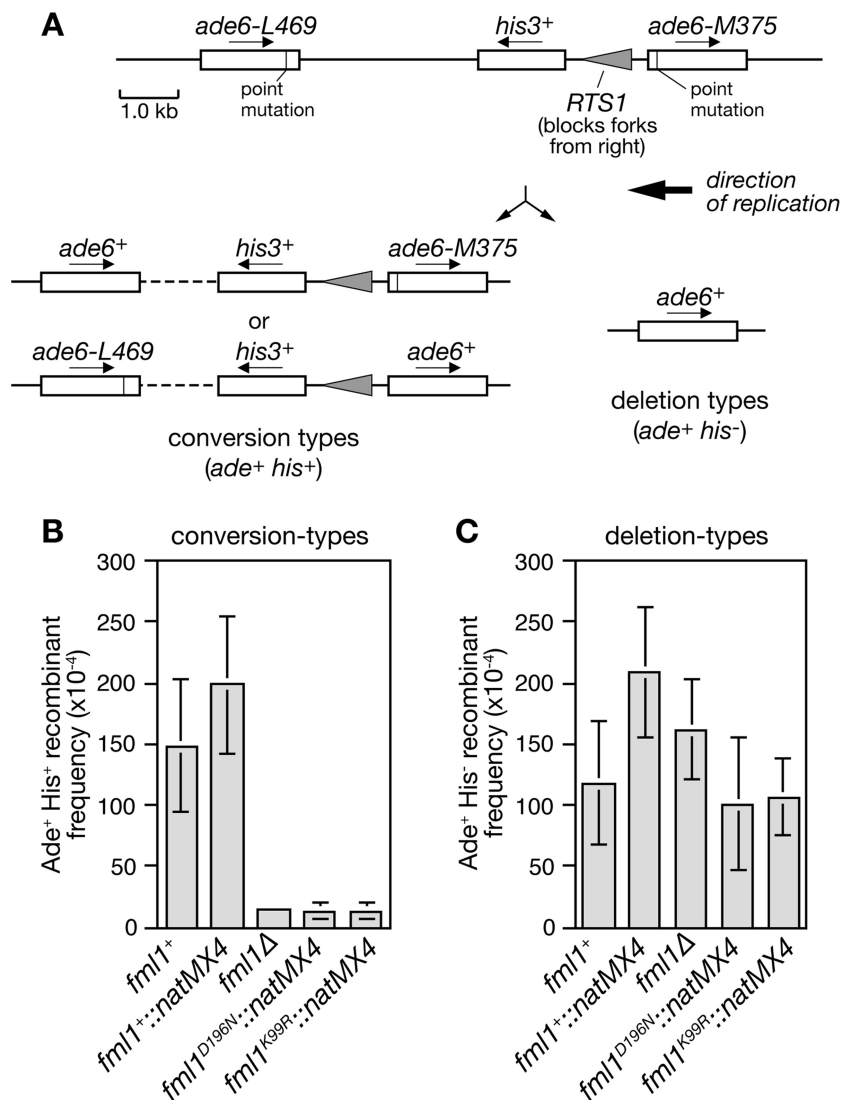 A
ade6-L469
his3⁺
ade6-M375
point
mutation
point
mutation
1.0 kb
RTS1
(blocks forks
from right)
direction
of replication
ade6⁺
his3⁺
ade6-M375
or
ade6-L469
his3⁺
ade6⁺
conversion types
(ade⁺ his⁺)
ade6⁺
deletion types
(ade⁺ his⁻)
B
conversion-types
Ade⁺ His⁺ recombinant
frequency (x10⁻⁴)
300
250
200
150
100
50
0
fml1⁺
fml1⁺::natMX4
fml1Δ
fml1ᴰ¹⁹⁶ᴺ::natMX4
fml1ᴷ⁹⁹ᴿ::natMX4
C
deletion-types
Ade⁺ His⁻ recombinant
frequency (x10⁻⁴)
300
250
200
150
100
50
0
fml1⁺
fml1⁺::natMX4
fml1Δ
fml1ᴰ¹⁹⁶ᴺ::natMX4
fml1ᴷ⁹⁹ᴿ::natMX4